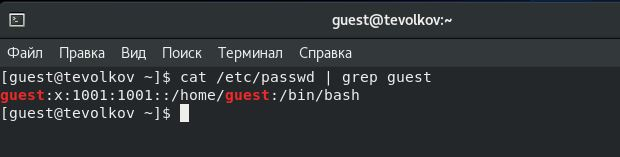 guest@tevolkov:~
Файл Правка Вид Поиск Терминал Справка
[guest@tevolkov ~]$ cat /etc/passwd | grep guest
guest:x:1001:1001::/home/guest:/bin/bash
[guest@tevolkov ~]$